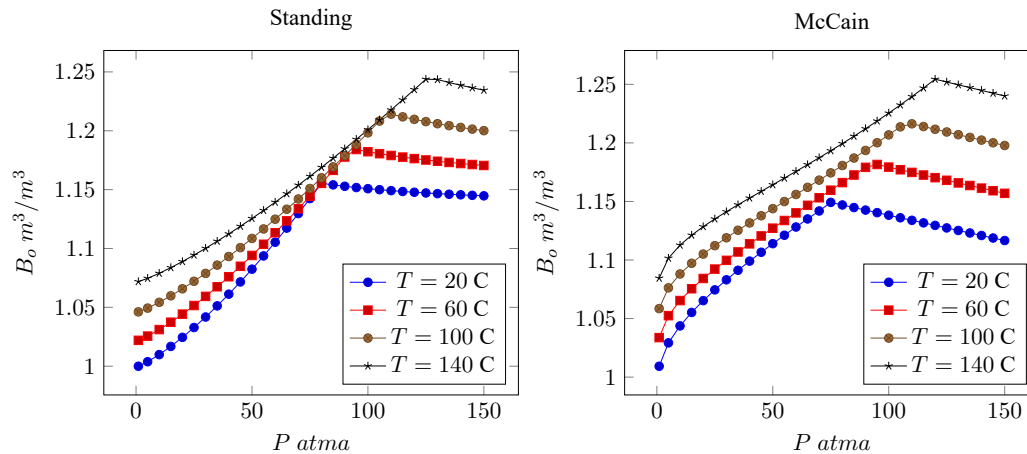 Standing
1.25
1.2
1.15
1.1
1.05
1
B_o m^3/m^3
0
50
100
150
P atma
T = 20 C
T = 60 C
T = 100 C
T = 140 C
McCain
1.25
1.2
1.15
1.1
1.05
1
B_o m^3/m^3
0
50
100
150
P atma
T = 20 C
T = 60 C
T = 100 C
T = 140 C